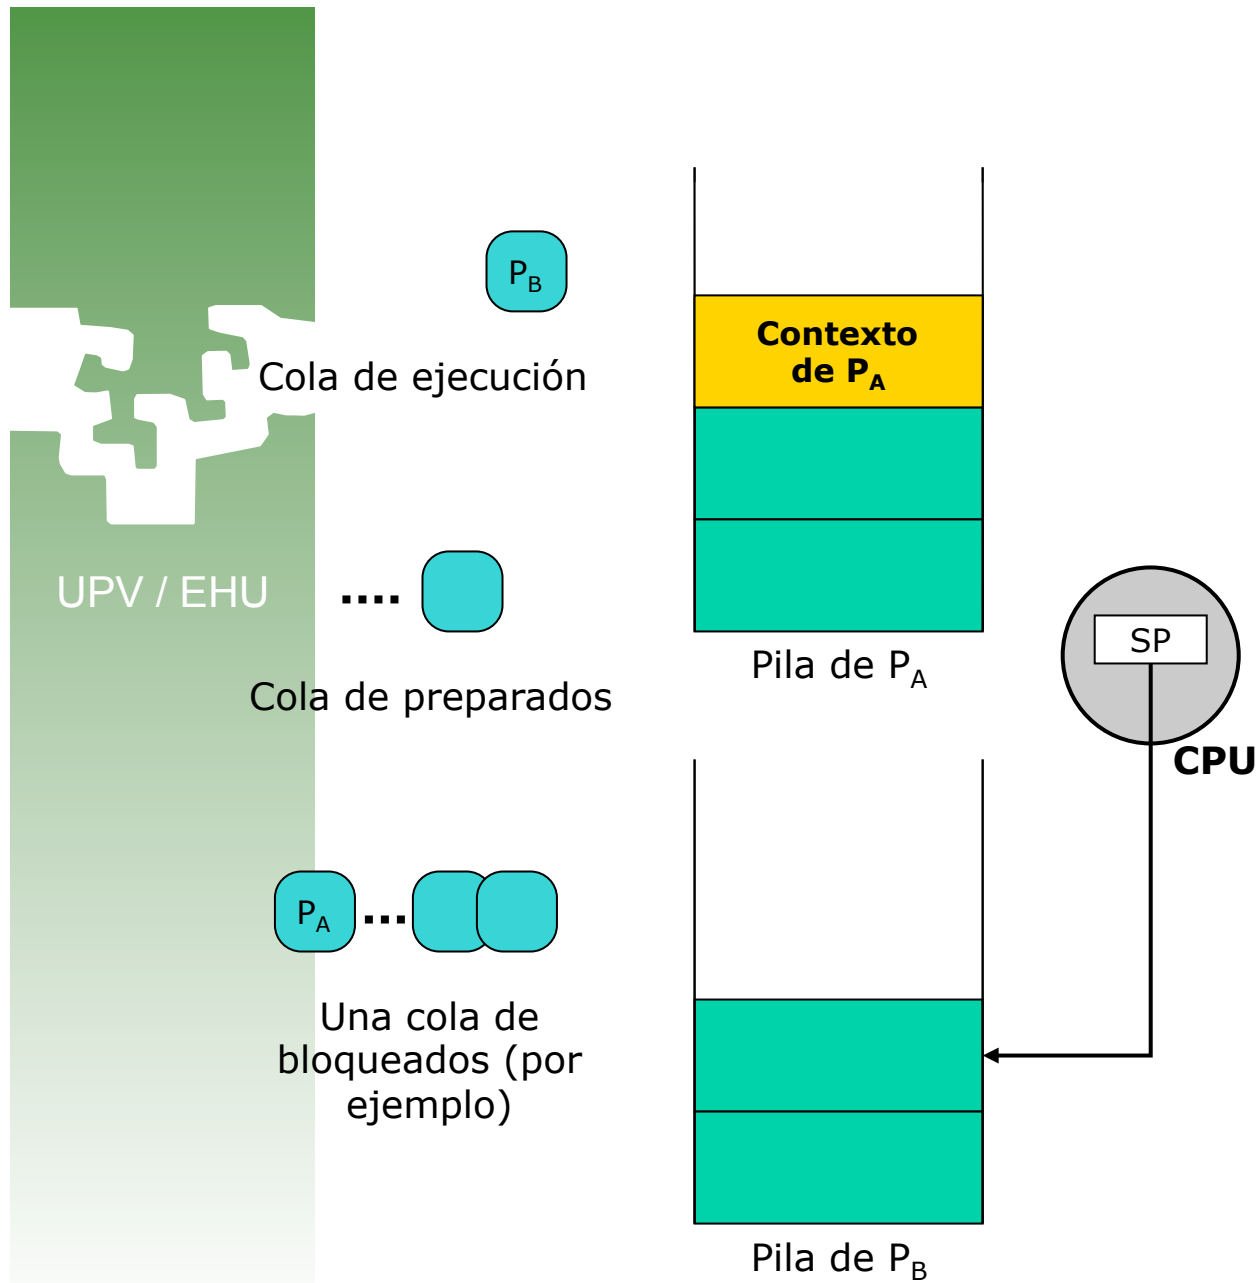 P_B
Cola de ejecución
UPV / EHU
....
Cola de preparados
P_A
...
Una cola de
bloqueados (por
ejemplo)
Contexto
de P_A
Pila de P_A
SP
CPU
Pila de P_B